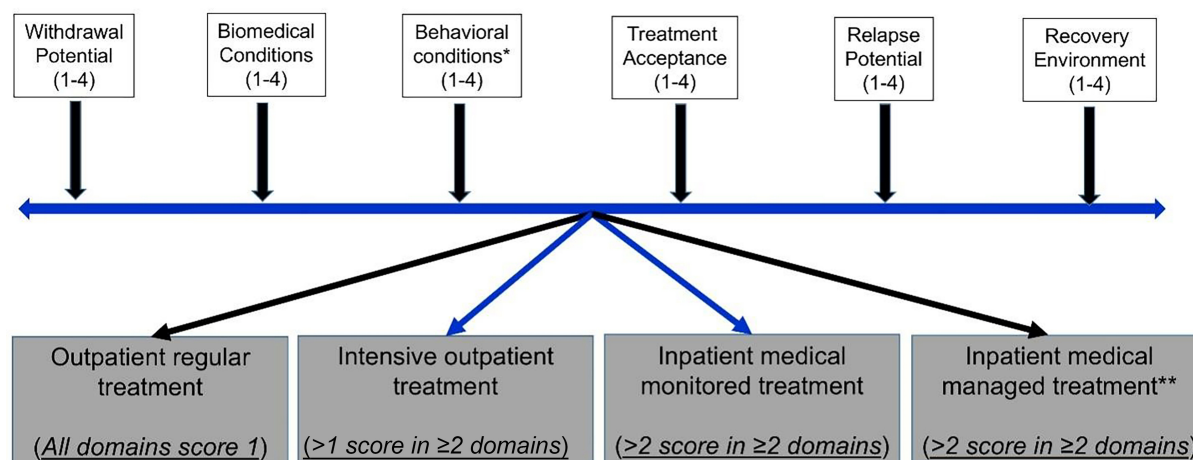 Withdrawal
Potential
(1-4)
Biomedical
Conditions
(1-4)
Behavioral
conditions*
(1-4)
Treatment
Acceptance
(1-4)
Relapse
Potential
(1-4)
Recovery
Environment
(1-4)
Outpatient regular
treatment
(All domains score 1)
Intensive outpatient
treatment
(>1 score in ≥2 domains)
Inpatient medical
monitored treatment
(>2 score in ≥2 domains)
Inpatient medical
managed treatment**
(>2 score in ≥2 domains)